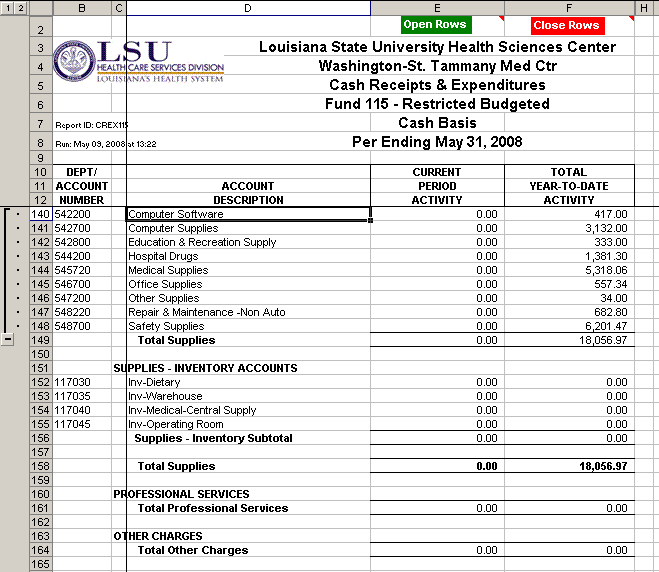 1 2 B C D E F H
2 Open Rows Close Rows
3 LSU Louisiana State University Health Sciences Center
4 HEALTH CARE SERVICES DIVISION Washington-St. Tammany Med Ctr
5 LOUISIANA'S HEALTH SYSTEM Cash Receipts & Expenditures
6 Fund 115 - Restricted Budgeted
7 Report ID: CREX115 Cash Basis
8 Run: May 09, 2008 at 13:22 Per Ending May 31, 2008
9
10 DEPT/ CURRENT TOTAL
11 ACCOUNT ACCOUNT PERIOD YEAR-TO-DATE
12 NUMBER DESCRIPTION ACTIVITY ACTIVITY
140 542200 Computer Software 0.00 417.00
141 542700 Computer Supplies 0.00 3,132.00
142 542800 Education & Recreation Supply 0.00 333.00
143 544200 Hospital Drugs 0.00 1,381.30
144 545720 Medical Supplies 0.00 5,318.06
145 546700 Office Supplies 0.00 557.34
146 547200 Other Supplies 0.00 34.00
147 548220 Repair & Maintenance -Non Auto 0.00 682.80
148 548700 Safety Supplies 0.00 6,201.47
149 Total Supplies 0.00 18,056.97
150
151 SUPPLIES - INVENTORY ACCOUNTS
152 117030 Inv-Dietary 0.00 0.00
153 117035 Inv-Warehouse 0.00 0.00
154 117040 Inv-Medical-Central Supply 0.00 0.00
155 117045 Inv-Operating Room 0.00 0.00
156 Supplies - Inventory Subtotal 0.00 0.00
157
158 Total Supplies 0.00 18,056.97
159
160 PROFESSIONAL SERVICES
161 Total Professional Services 0.00 0.00
162
163 OTHER CHARGES
164 Total Other Charges 0.00 0.00
165